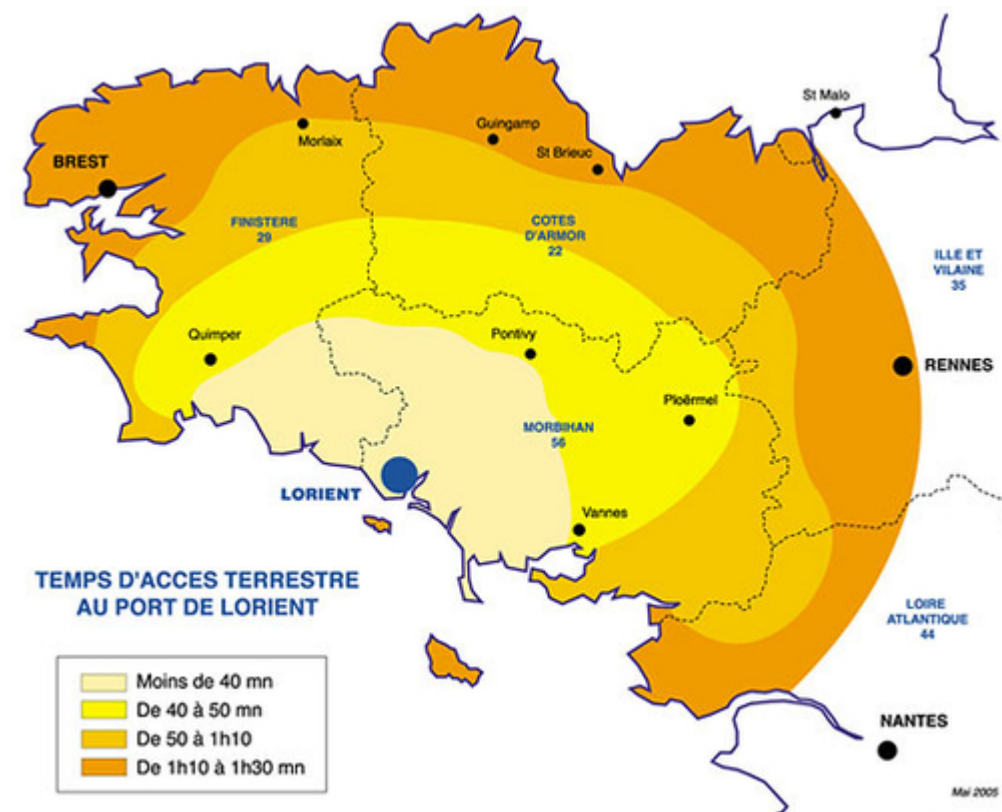 St Malo
Guingamp
Morlaix
St Brieuc
BREST
FINISTERE
29
COTES
D'ARMOR
22
ILLE ET
VILAINE
35
Quimper
Pontivy
RENNES
Ploërmel
MORBIHAN
56
LORIENT
Vannes
TEMPS D'ACCES TERRESTRE
AU PORT DE LORIENT
LOIRE
ATLANTIQUE
44
Moins de 40 mn
De 40 à 50 mn
De 50 à 1h10
De 1h10 à 1h30 mn
NANTES
Mai 2005